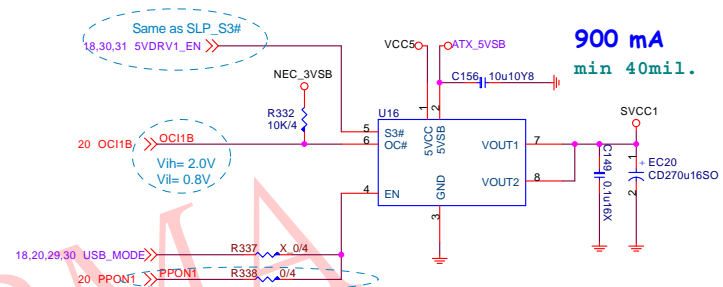 Same as SLP_S3#
18,30,31 5VDRV1_EN
VCC5
ATX_5VSB
900 mA
min 40mil.
C156 10u10Y8
NEC_3VSB
R332
10K/4
U16
SVCC1
20 OCI1B
OCI1B
Vih= 2.0V
Vil= 0.8V
5 S3#
6 OC#
4 EN
1 5VCC
2 5VSB
GND 3
VOUT1 7
VOUT2 8
C149 0.1u16X
1
+ EC20
CD270u16SO
2
18,20,29,30 USB_MODE
R337 X_0/4
20 PPON1
PPON1
R338 0/4